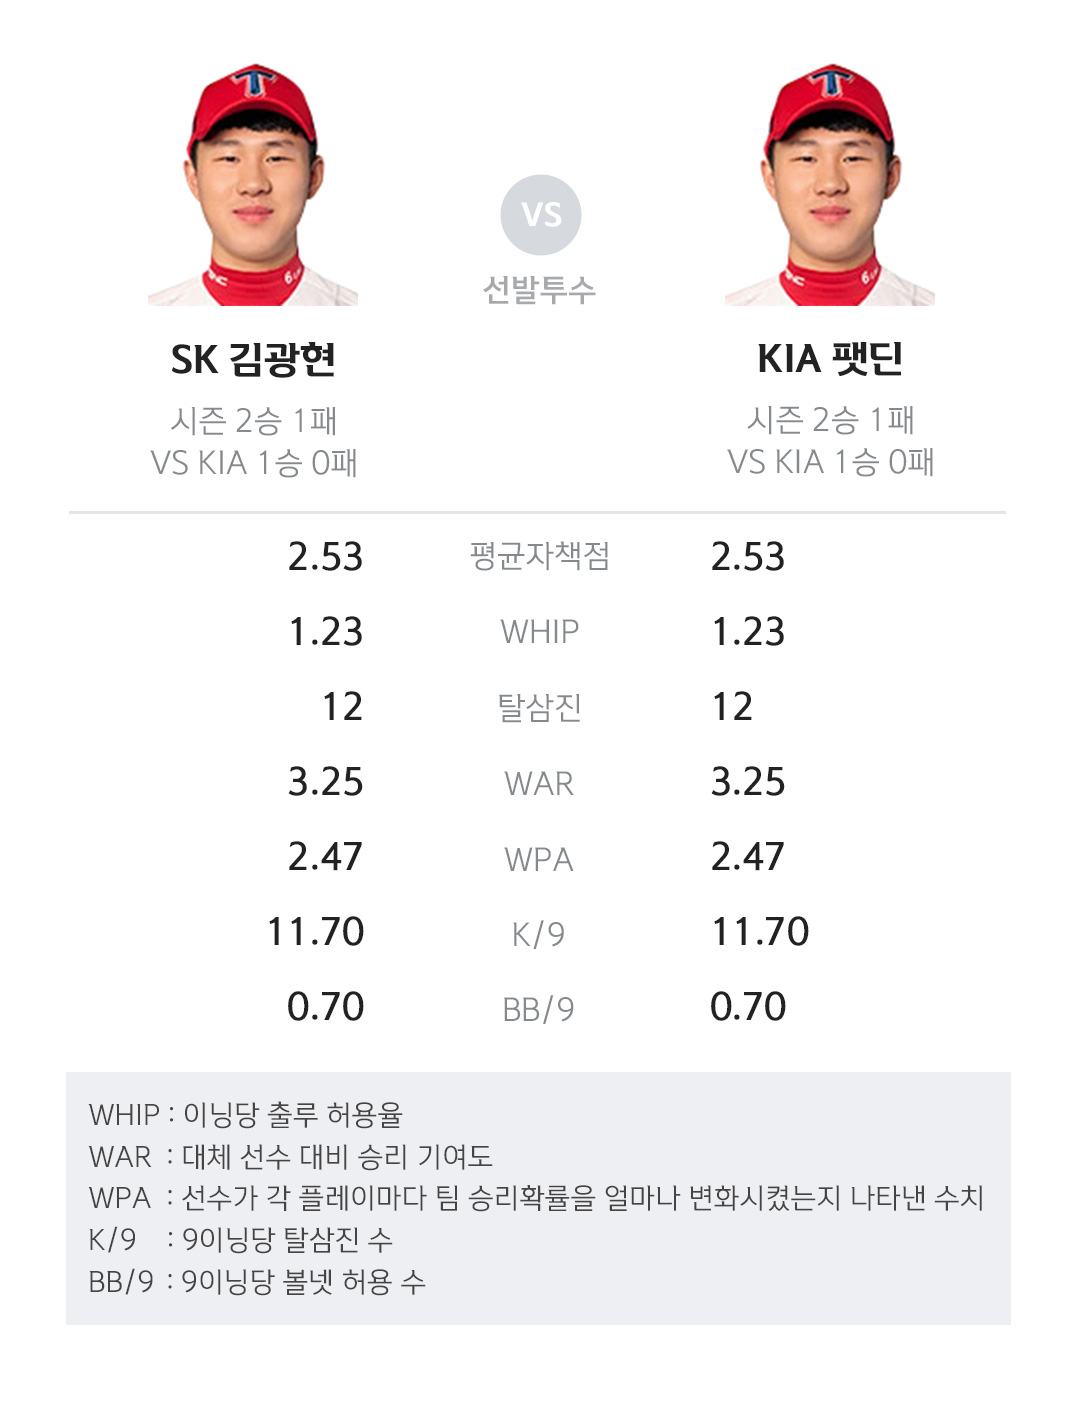 T
T
VS
선발투수
SK 김광현
KIA 팻딘
시즌 2승 1패
VS KIA 1승 0패
시즌 2승 1패
VS KIA 1승 0패
2.53 평균자책점 2.53
1.23 WHIP 1.23
12 탈삼진 12
3.25 WAR 3.25
2.47 WPA 2.47
11.70 K/9 11.70
0.70 BB/9 0.70
WHIP : 이닝당 출루 허용율
WAR : 대체 선수 대비 승리 기여도
WPA : 선수가 각 플레이마다 팀 승리확률을 얼마나 변화시켰는지 나타낸 수치
K/9 : 9이닝당 탈삼진 수
BB/9 : 9이닝당 볼넷 허용 수